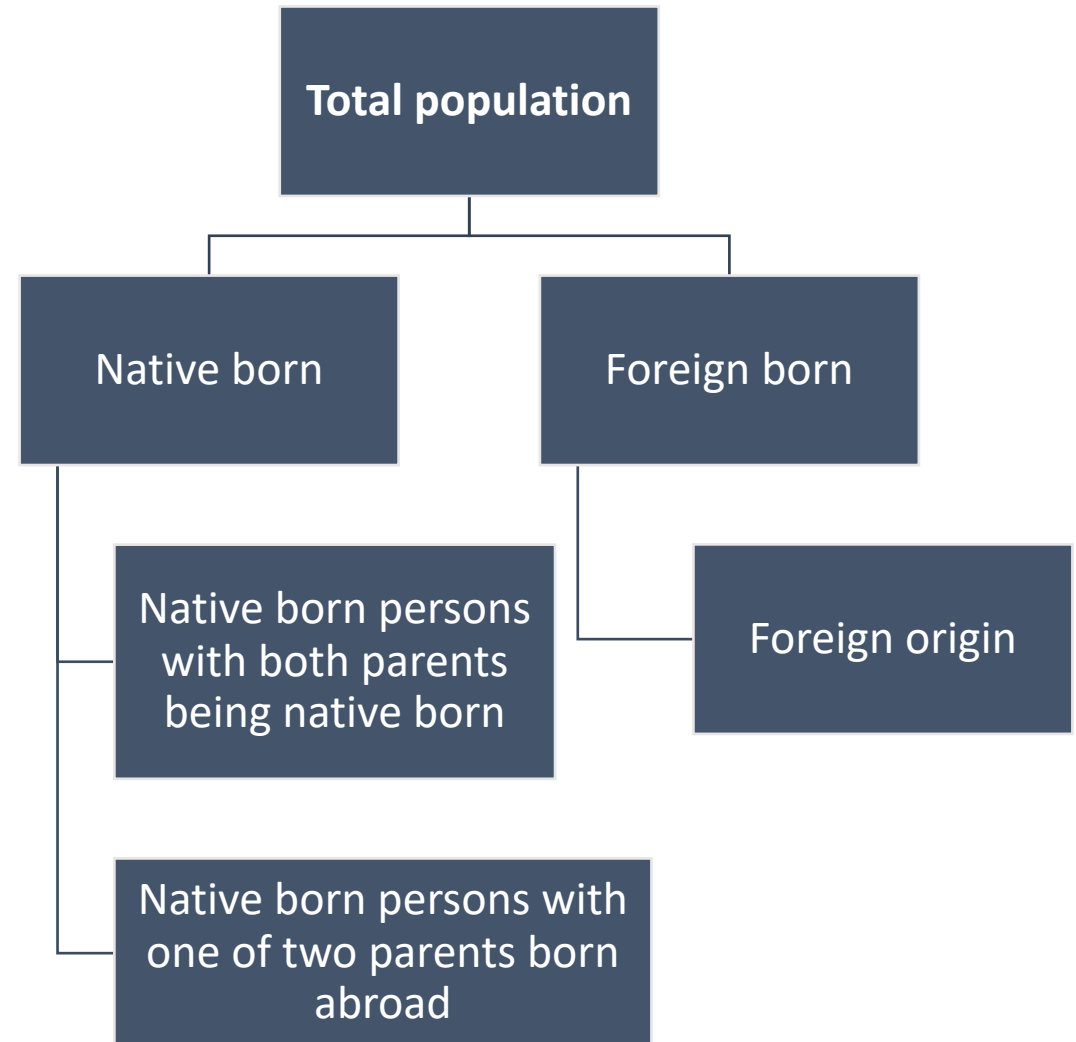 Total population
Native born
Foreign born
Native born persons
with both parents
being native born
Foreign origin
Native born persons with
one of two parents born
abroad